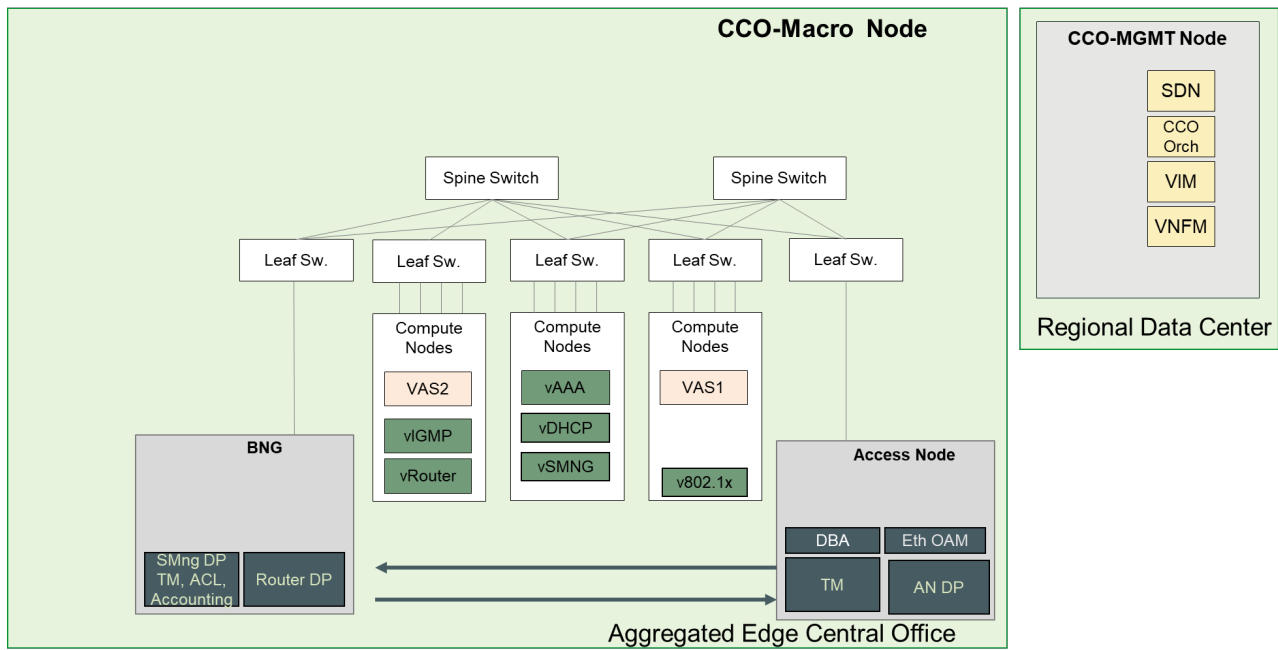 CCO-Macro Node
CCO-MGMT Node
SDN
CCO
Orch
VIM
VNFM
Regional Data Center
Spine Switch
Spine Switch
Leaf Sw.
Leaf Sw.
Leaf Sw.
Leaf Sw.
Leaf Sw.
Compute
Nodes
VAS2
vIGMP
vRouter
Compute
Nodes
vAAA
vDHCP
vSMNG
Compute
Nodes
VAS1
v802.1x
BNG
SMng DP
TM, ACL,
Accounting
Router DP
Access Node
DBA
Eth OAM
TM
AN DP
Aggregated Edge Central Office